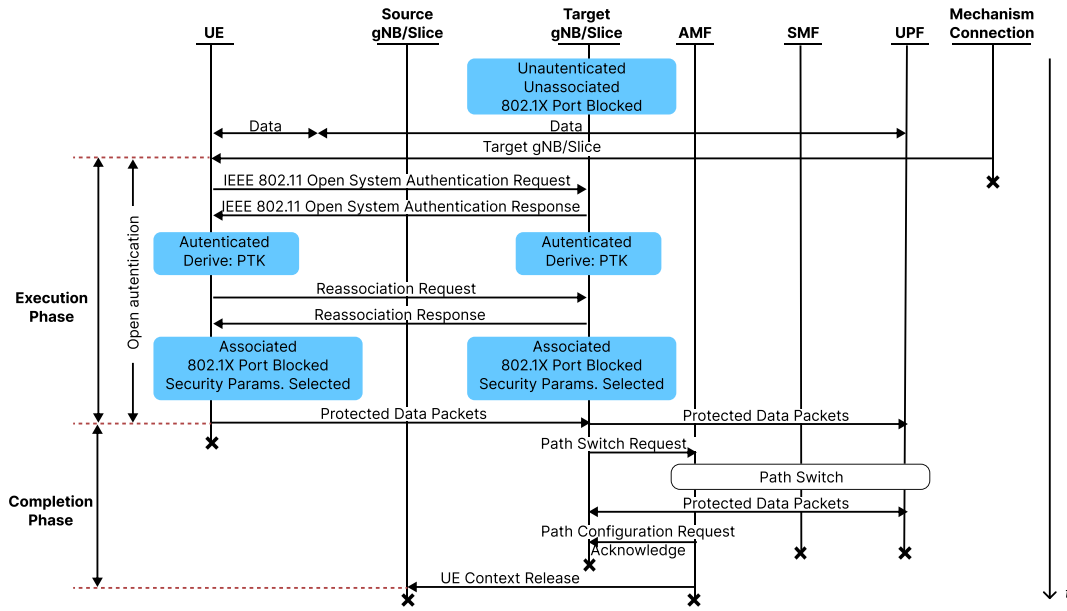 Source
Target
Mechanism
UE
gNB/Slice
gNB/Slice
AMF
SMF
UPF
Connection
Unautenticated
Unassociated
802.1X Port Blocked
Data
Data
Target gNB/Slice
IEEE 802.11 Open System Authentication Request
IEEE 802.11 Open System Authentication Response
Autenticated
Derive: PTK
Autenticated
Derive: PTK
Execution
Phase
Open autentication
Reassociation Request
Reassociation Response
Associated
802.1X Port Blocked
Security Params. Selected
Associated
802.1X Port Blocked
Security Params. Selected
Protected Data Packets
Protected Data Packets
Path Switch Request
Path Switch
Completion
Phase
Protected Data Packets
Path Configuration Request
Acknowledge
UE Context Release
t